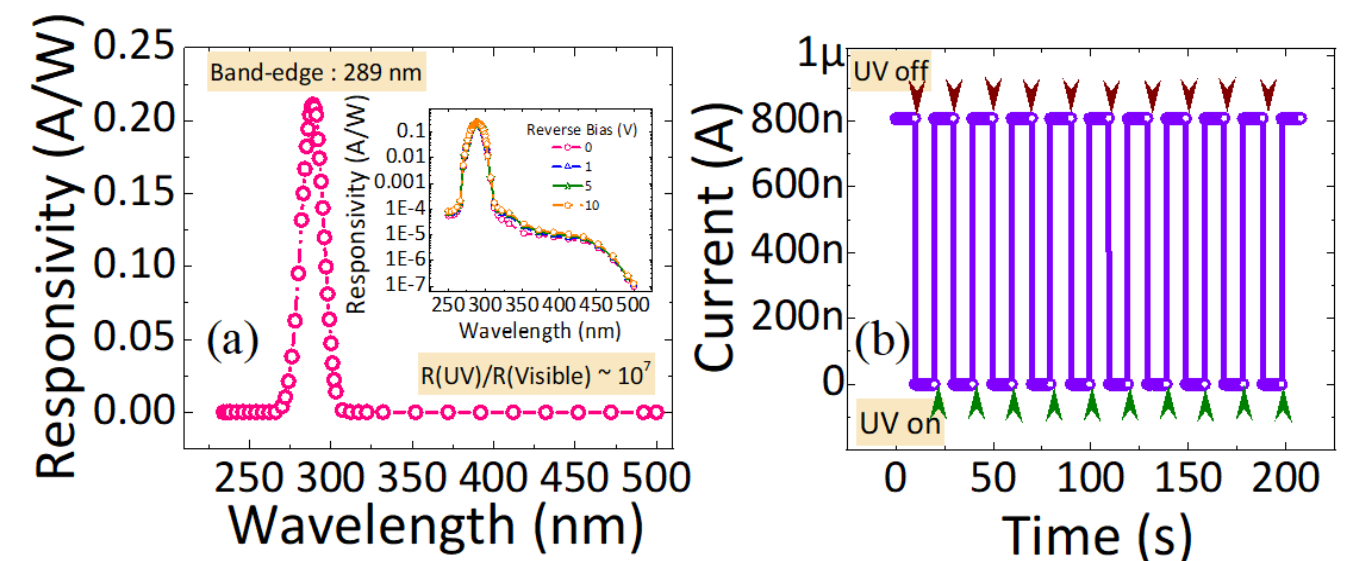 Responsivity (A/W)
0.25
0.20
0.15
0.10
0.05
0.00
Band-edge : 289 nm
Responsivity (A/W)
0.1
0.01
0.001
1E-4
1E-5
1E-6
1E-7
Reverse Bias (V)
0
1
5
10
250 300 350 400 450 500
Wavelength (nm)
(a)
R(UV)/R(Visible) ~ 10⁷
250 300 350 400 450 500
Wavelength (nm)
Current (A)
1µ
800n
600n
400n
200n
0
UV off
(b)
UV on
0 50 100 150 200
Time (s)